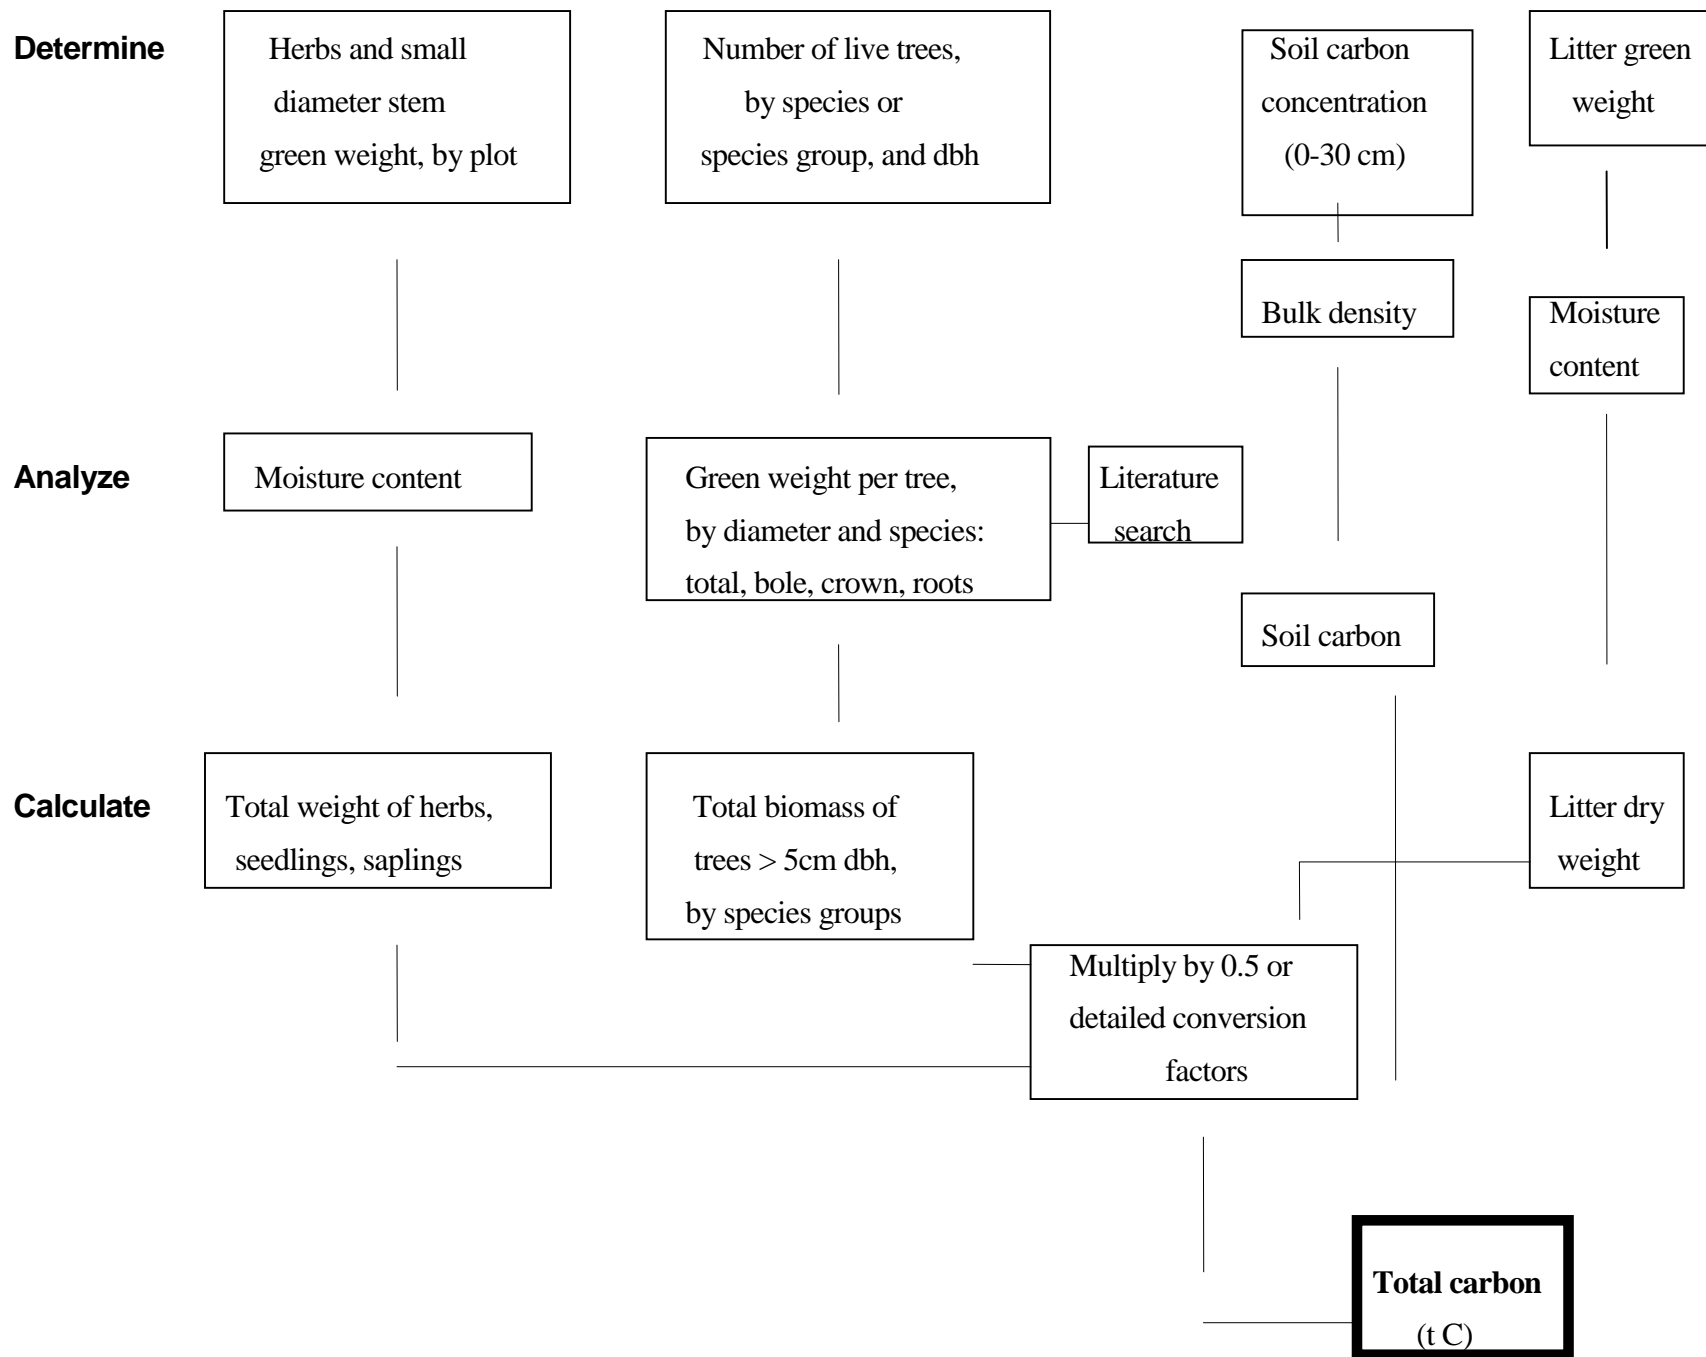 Determine
Herbs and small
diameter stem
green weight, by plot
Number of live trees,
by species or
species group, and dbh
Soil carbon
concentration
(0-30 cm)
Litter green
weight
Bulk density
Moisture
content
Analyze
Moisture content
Green weight per tree,
by diameter and species:
total, bole, crown, roots
Literature
search
Soil carbon
Calculate
Total weight of herbs,
seedlings, saplings
Total biomass of
trees > 5cm dbh,
by species groups
Litter dry
weight
Multiply by 0.5 or
detailed conversion
factors
Total carbon
(t C)